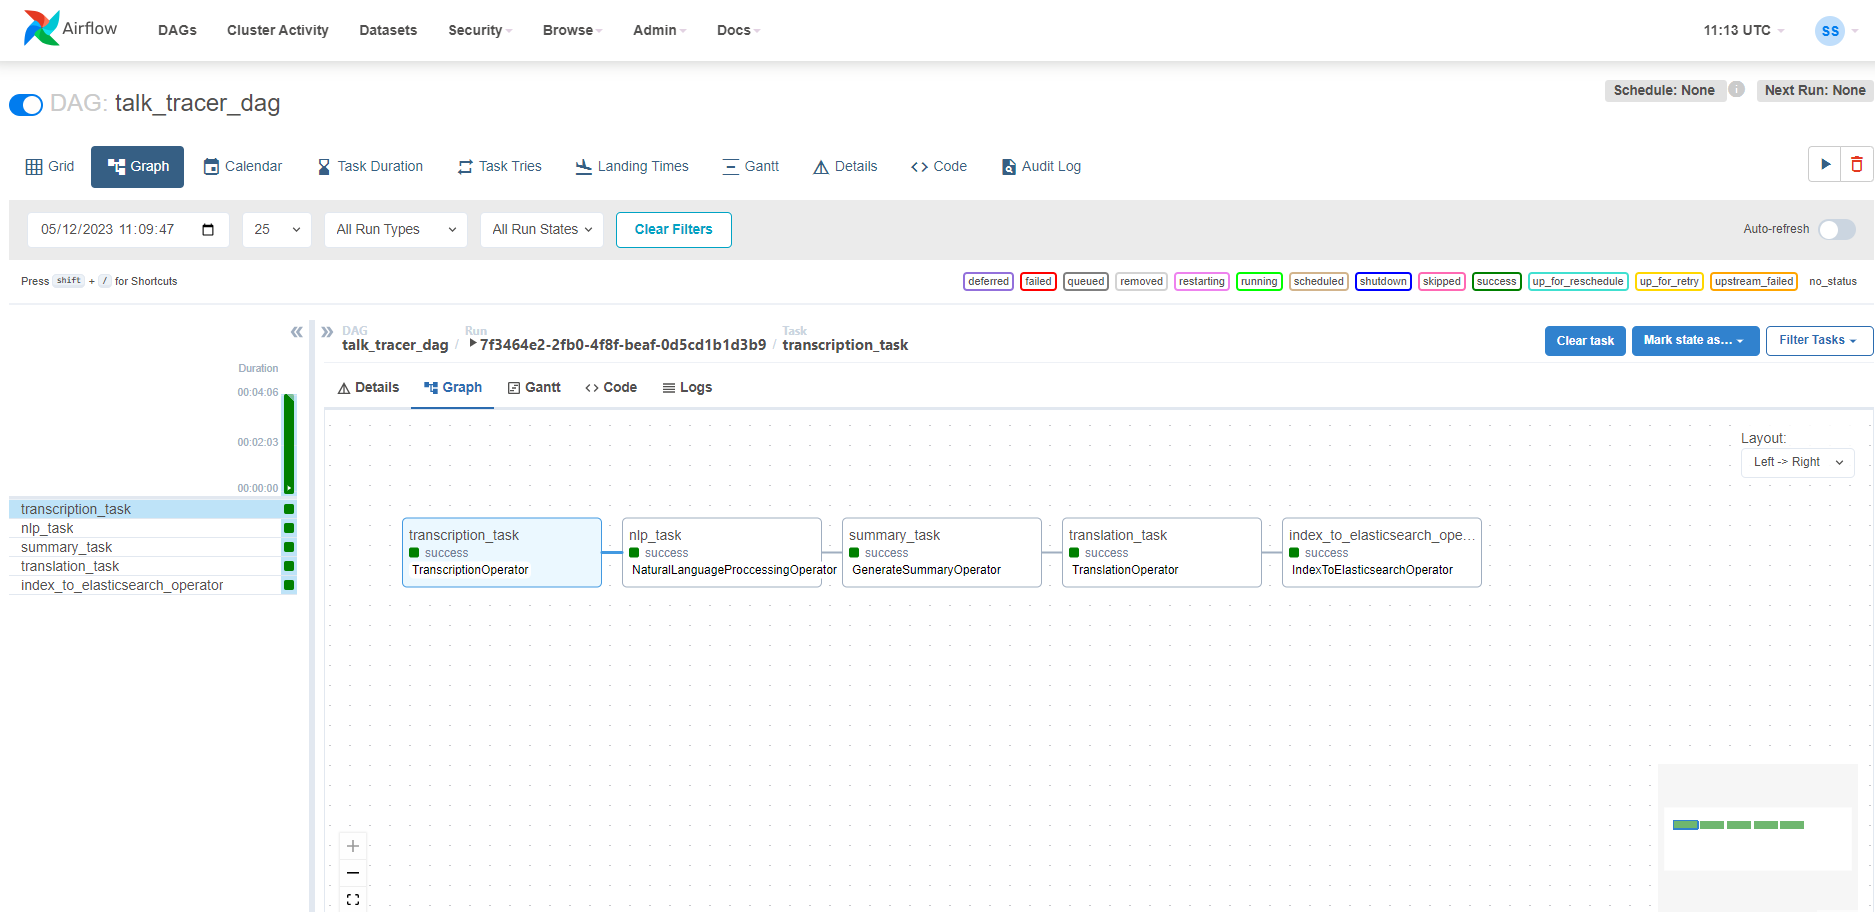 Airflow DAGs Cluster Activity Datasets Security Browse Admin Docs 11:13 UTC SS
DAG: talk_tracer_dag Schedule: None i Next Run: None
Grid Graph Calendar Task Duration Task Tries Landing Times Gantt Details Code Audit Log
05/12/2023 11:09:47 25 All Run Types All Run States Clear Filters Auto-refresh
Press shift + / for Shortcuts deferred failed queued removed restarting running scheduled shutdown skipped success up_for_reschedule up_for_retry upstream_failed no_status
DAG Run Task
talk_tracer_dag / 7f3464e2-2fb0-4f8f-beaf-0d5cd1b1d3b9 / transcription_task Clear task Mark state as... Filter Tasks
Duration
00:04:06
00:02:03
00:00:00
transcription_task
nlp_task
summary_task
translation_task
index_to_elasticsearch_operator
Details Graph Gantt Code Logs
Layout:
Left -> Right
transcription_task
success
TranscriptionOperator
nlp_task
success
NaturalLanguageProccessingOperator
summary_task
success
GenerateSummaryOperator
translation_task
success
TranslationOperator
index_to_elasticsearch_ope...
success
IndexToElasticsearchOperator